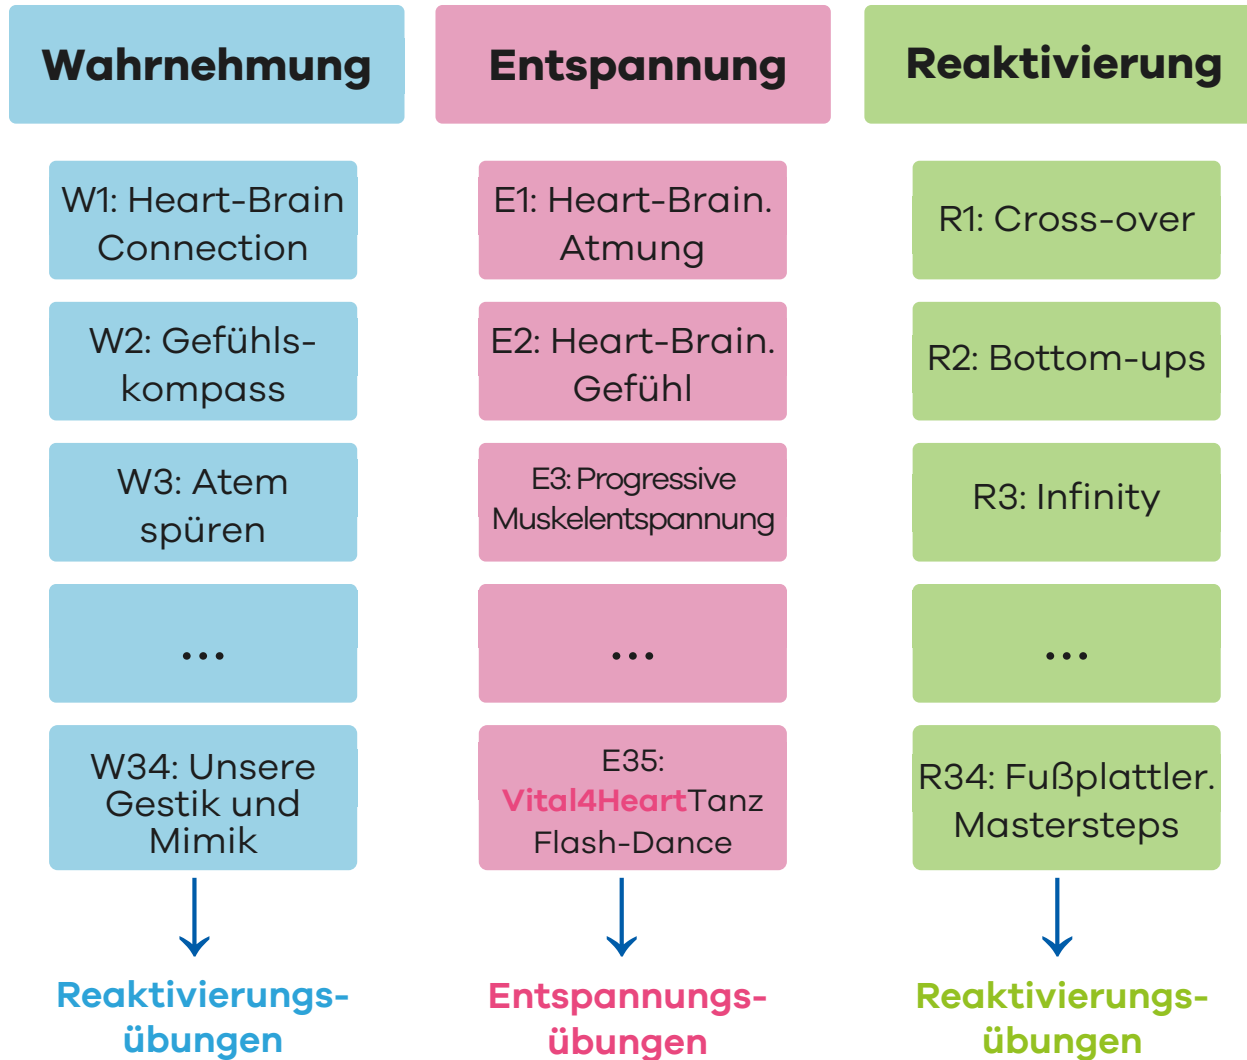 Wahrnehmung
W1: Heart-Brain
Connection
W2: Gefühls-
kompass
W3: Atem
spüren
...
W34: Unsere
Gestik und
Mimik
Reaktivierungs-
übungen
Entspannung
E1: Heart-Brain.
Atmung
E2: Heart-Brain.
Gefühl
E3: Progressive
Muskelentspannung
...
E35:
Vital4HeartTanz
Flash-Dance
Entspannungs-
übungen
Reaktivierung
R1: Cross-over
R2: Bottom-ups
R3: Infinity
...
R34: Fußplattler.
Mastersteps
Reaktivierungs-
übungen